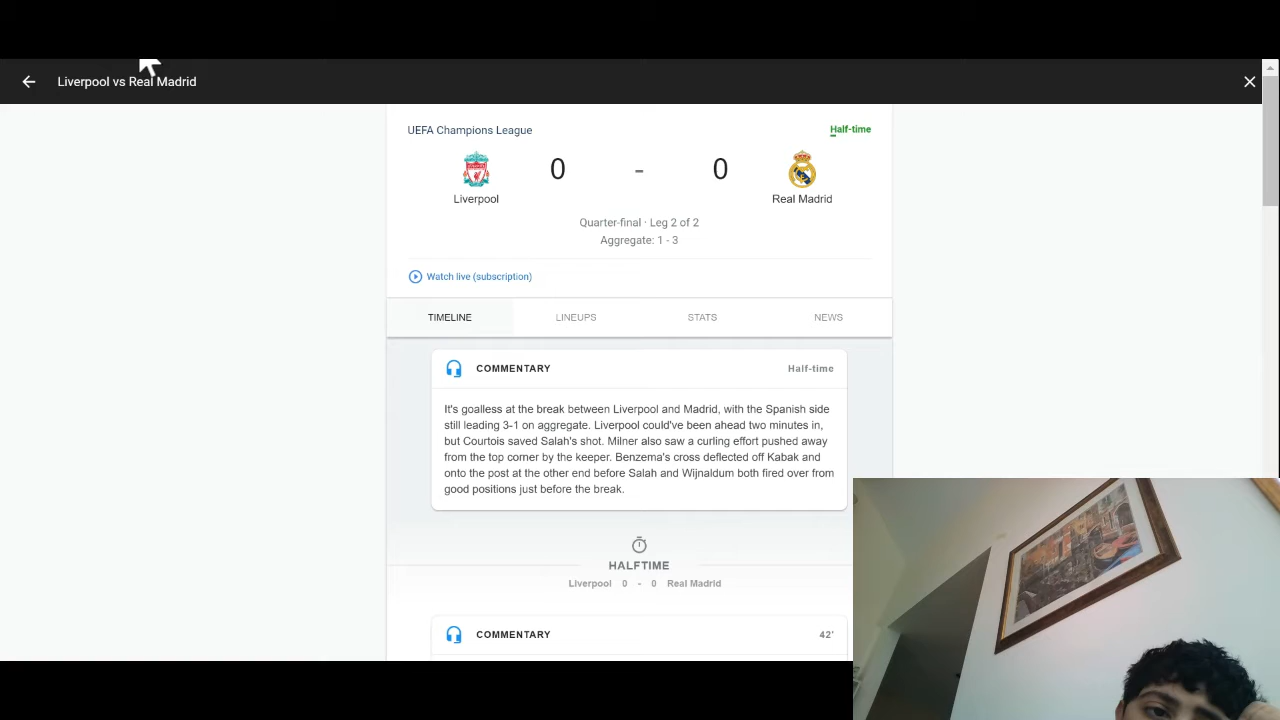 Liverpool vs Real Madrid
UEFA Champions League
Half-time
0 - 0
Liverpool
Real Madrid
Quarter-final · Leg 2 of 2
Aggregate: 1 - 3
Watch live (subscription)
TIMELINE
LINEUPS
STATS
NEWS
COMMENTARY
Half-time
It's goalless at the break between Liverpool and Madrid, with the Spanish side
still leading 3-1 on aggregate. Liverpool could've been ahead two minutes in,
but Courtois saved Salah's shot. Milner also saw a curling effort pushed away
from the top corner by the keeper. Benzema's cross deflected off Kabak and
onto the post at the other end before Salah and Wijnaldum both fired over from
good positions just before the break.
HALFTIME
Liverpool 0 - 0 Real Madrid
COMMENTARY
42'